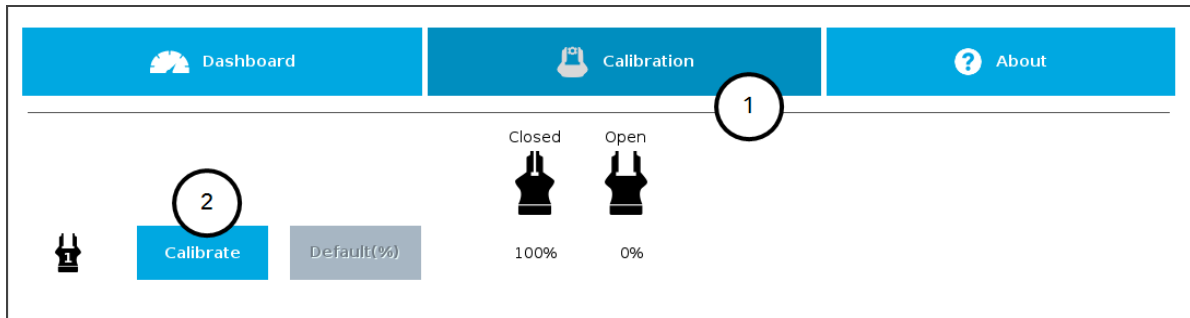 Dashboard
Calibration
? About
1
Closed Open
2
1 Calibrate Default(%) 100% 0%